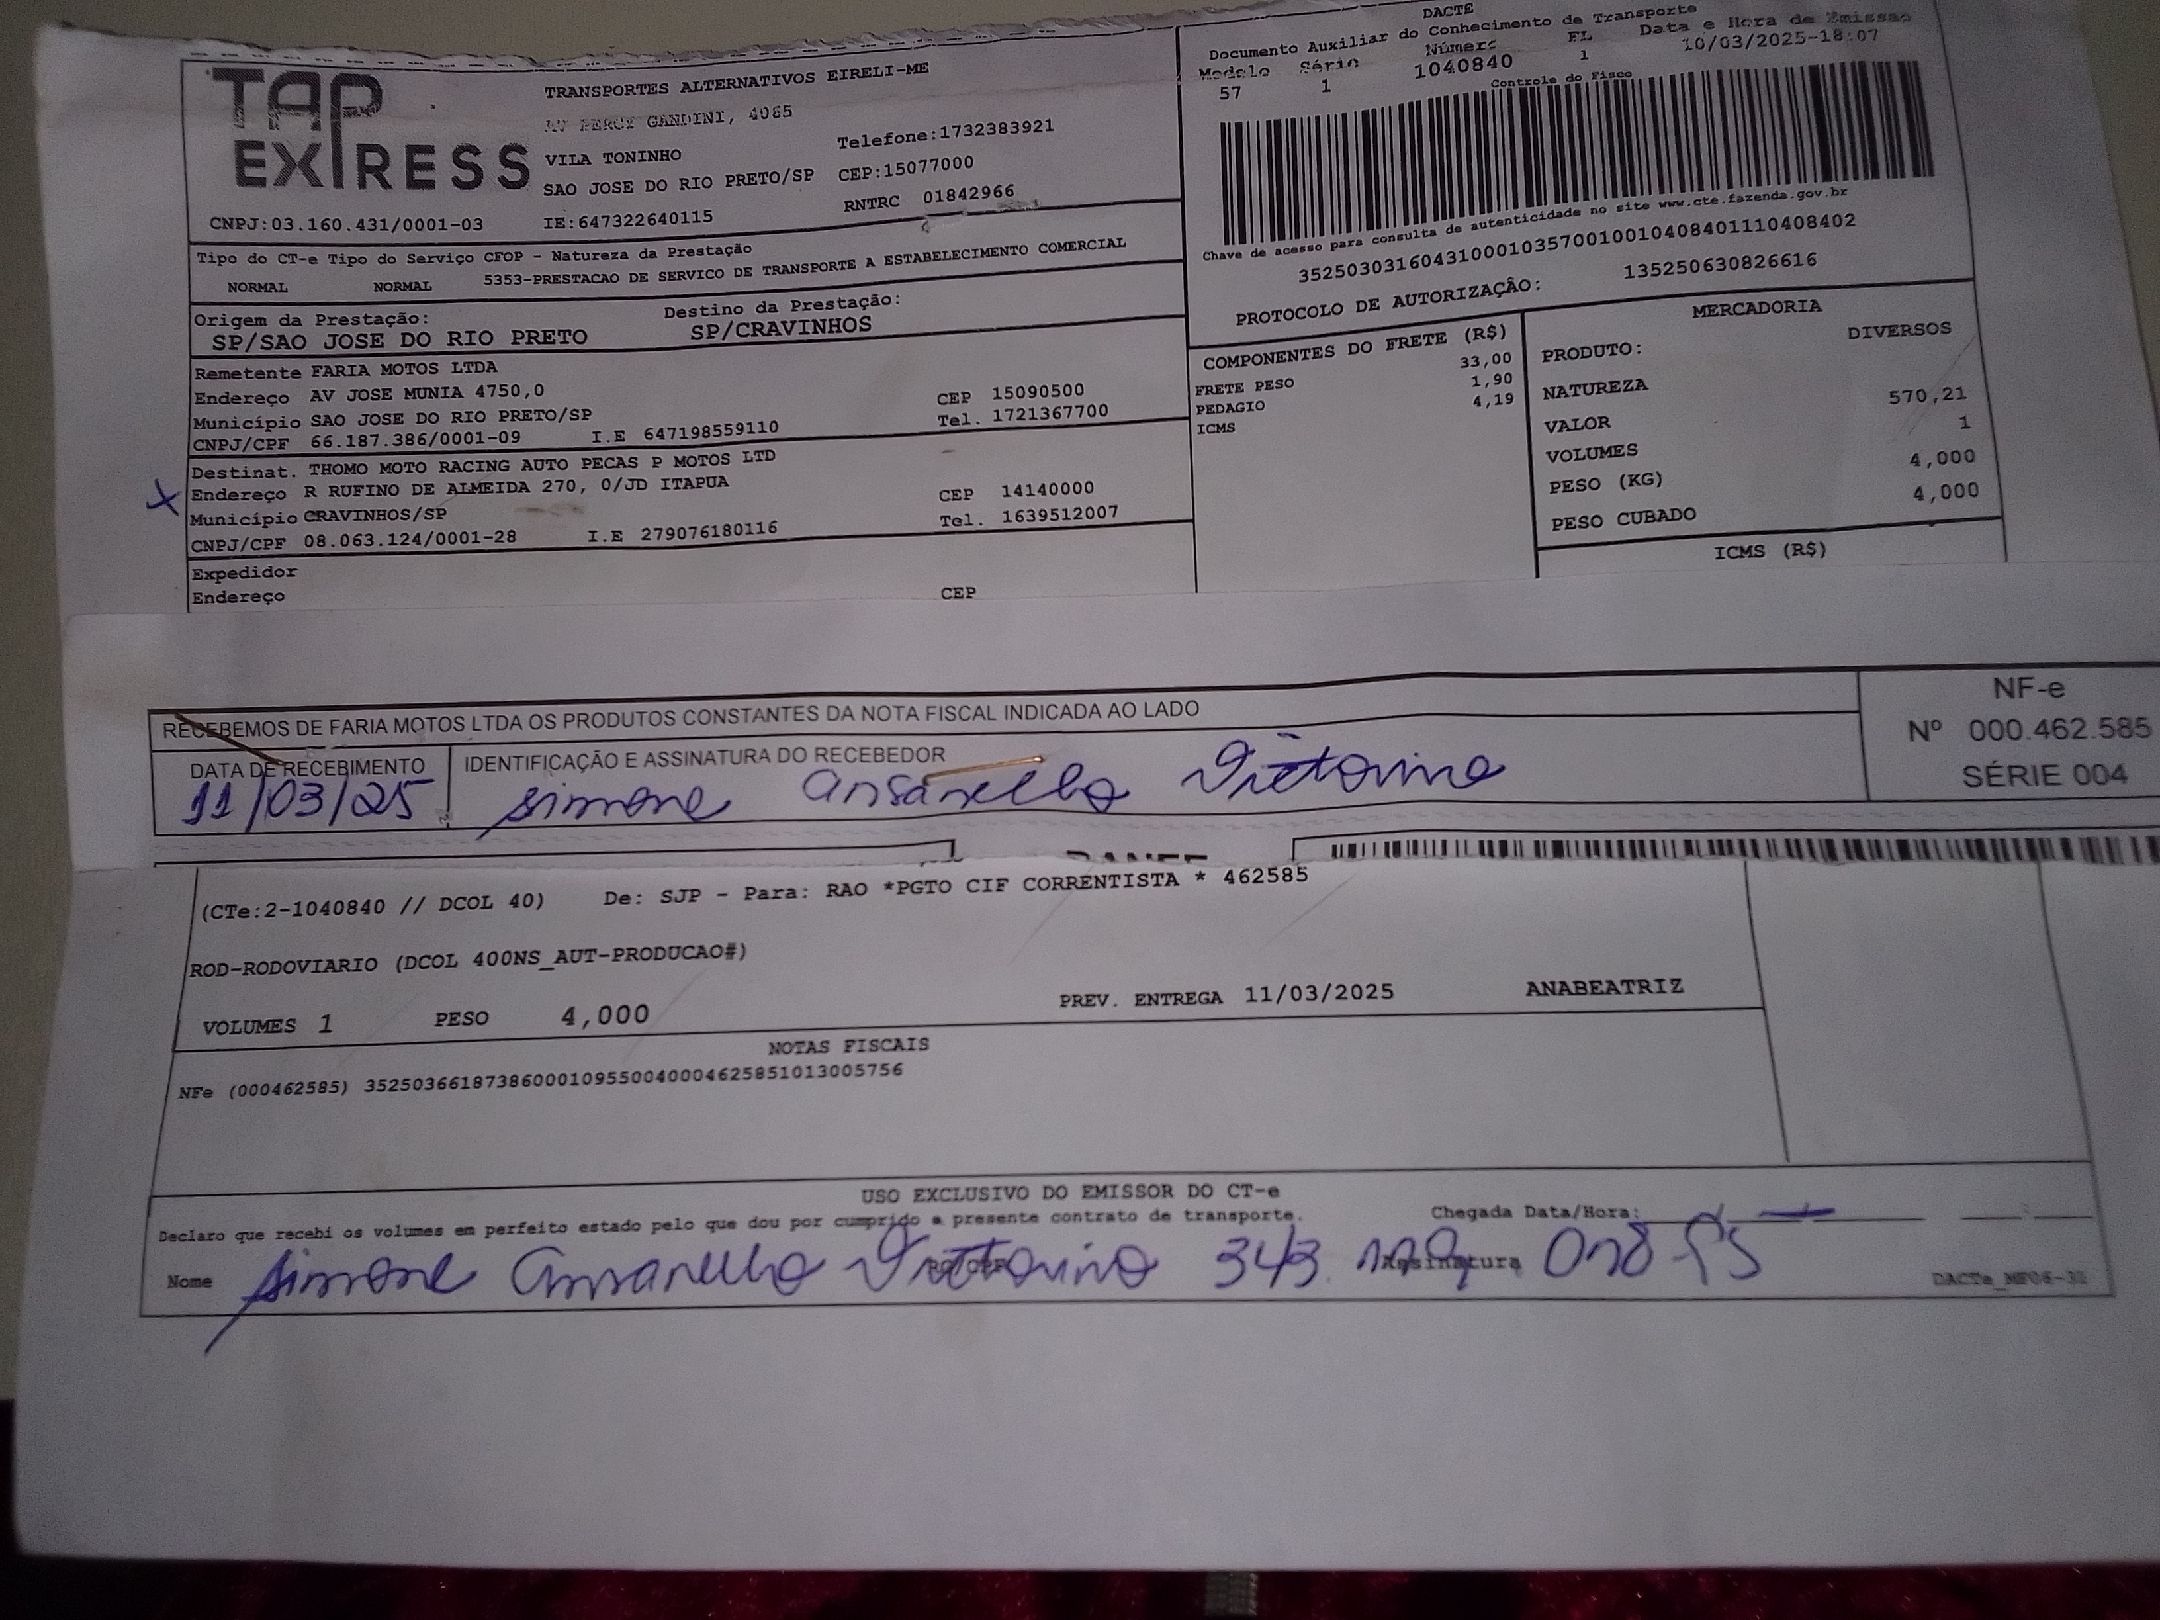 TAP EXPRESS
TRANSPORTES ALTERNATIVOS EIRELI-ME
AV PERCY GANDINI, 4065
VILA TONINHO Telefone:1732383921
SAO JOSE DO RIO PRETO/SP CEP:15077000
CNPJ:03.160.431/0001-03 IE:647322640115 RNTRC 01842966
DACTE
Documento Auxiliar do Conhecimento de Transporte
Modelo Série Número FL Data e Hora de Emissao
57 1 1040840 1 10/03/2025-18:07
Controle do Fisco
Chave de acesso para consulta de autenticidade no site www.cte.fazenda.gov.br
35250303160431000103570010010408401110408402
PROTOCOLO DE AUTORIZAÇÃO: 135250630826616
Tipo do CT-e Tipo do Serviço CFOP - Natureza da Prestação
NORMAL NORMAL 5353-PRESTACAO DE SERVICO DE TRANSPORTE A ESTABELECIMENTO COMERCIAL
Origem da Prestação: Destino da Prestação:
SP/SAO JOSE DO RIO PRETO SP/CRAVINHOS
Remetente FARIA MOTOS LTDA
Endereço AV JOSE MUNIA 4750,0 CEP 15090500
Município SAO JOSE DO RIO PRETO/SP Tel. 1721367700
CNPJ/CPF 66.187.386/0001-09 I.E 647198559110
Destinat. THOMO MOTO RACING AUTO PECAS P MOTOS LTD
Endereço R RUFINO DE ALMEIDA 270, 0/JD ITAPUA CEP 14140000
Município CRAVINHOS/SP Tel. 1639512007
CNPJ/CPF 08.063.124/0001-28 I.E 279076180116
Expedidor
Endereço CEP
COMPONENTES DO FRETE (R$)
FRETE PESO 33,00
PEDAGIO 1,90
ICMS 4,19
MERCADORIA
PRODUTO: DIVERSOS
NATUREZA
VALOR 570,21
VOLUMES 1
PESO (KG) 4,000
PESO CUBADO 4,000
ICMS (R$)
RECEBEMOS DE FARIA MOTOS LTDA OS PRODUTOS CONSTANTES DA NOTA FISCAL INDICADA AO LADO
NF-e
Nº 000.462.585
SÉRIE 004
DATA DE RECEBIMENTO IDENTIFICAÇÃO E ASSINATURA DO RECEBEDOR
11/03/25 Simone Ansanello Victorino
(CTe:2-1040840 // DCOL 40) De: SJP - Para: RAO *PGTO CIF CORRENTISTA * 462585
ROD-RODOVIARIO (DCOL 400NS_AUT-PRODUCAO#)
VOLUMES 1 PESO 4,000 PREV. ENTREGA 11/03/2025 ANABEATRIZ
NOTAS FISCAIS
NFe (000462585) 35250366187386000109550040004625851013005756
USO EXCLUSIVO DO EMISSOR DO CT-e
Declaro que recebi os volumes em perfeito estado pelo que dou por cumprido a presente contrato de transporte. Chegada Data/Hora:
Nome Simone Ansanello Victorino 343 Assinatura